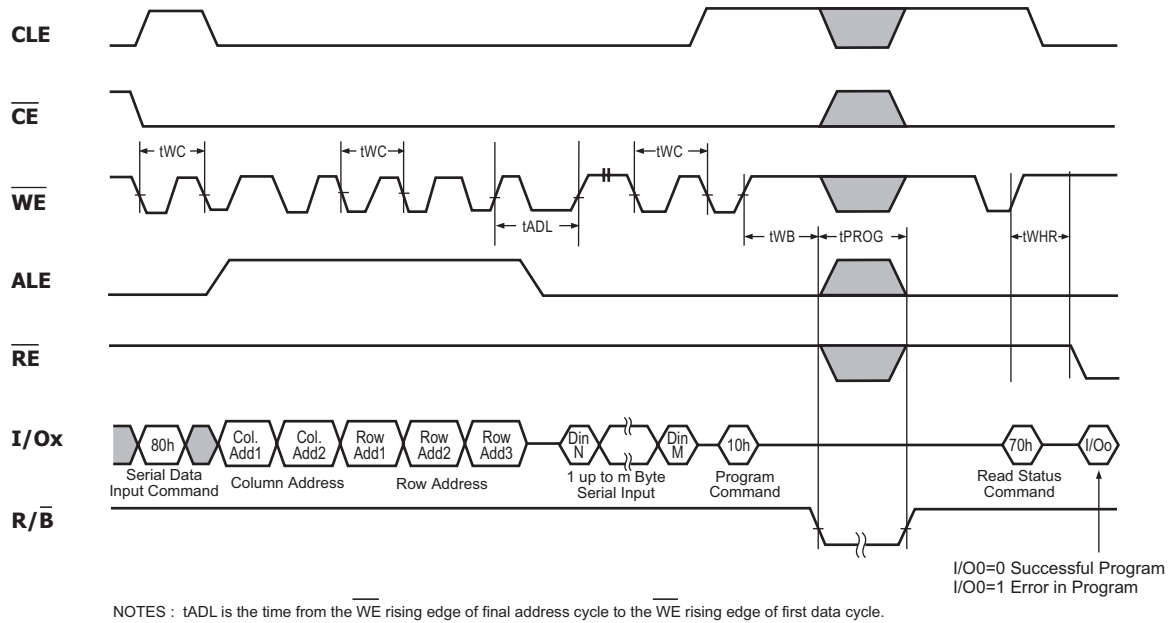 CLE
CE
tWC
tWC
tWC
WE
tADL
tWB
tPROG
tWHR
ALE
RE
I/Ox
80h
Col. Add1
Col. Add2
Row Add1
Row Add2
Row Add3
Din N
Din M
10h
70h
I/Oo
Serial Data
Input Command
Column Address
Row Address
1 up to m Byte
Serial Input
Program
Command
Read Status
Command
R/B
I/O0=0 Successful Program
I/O0=1 Error in Program
NOTES : tADL is the time from the WE rising edge of final address cycle to the WE rising edge of first data cycle.